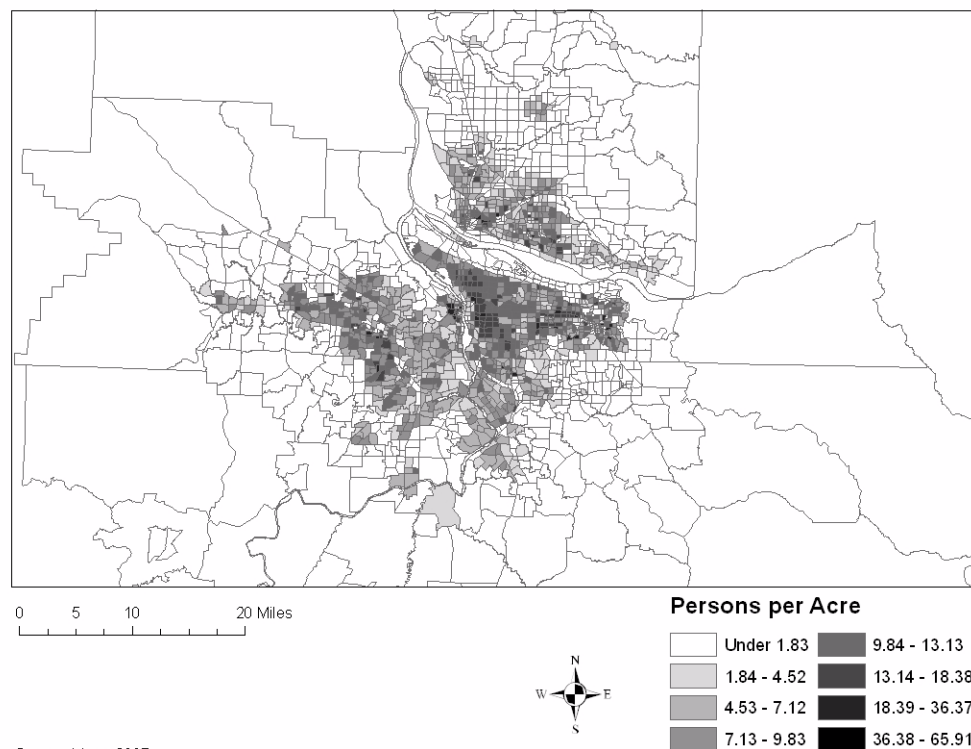 0 5 10 20 Miles
Persons per Acre
Under 1.83
1.84 - 4.52
4.53 - 7.12
7.13 - 9.83
9.84 - 13.13
13.14 - 18.38
18.39 - 36.37
36.38 - 65.91
N
W E
S